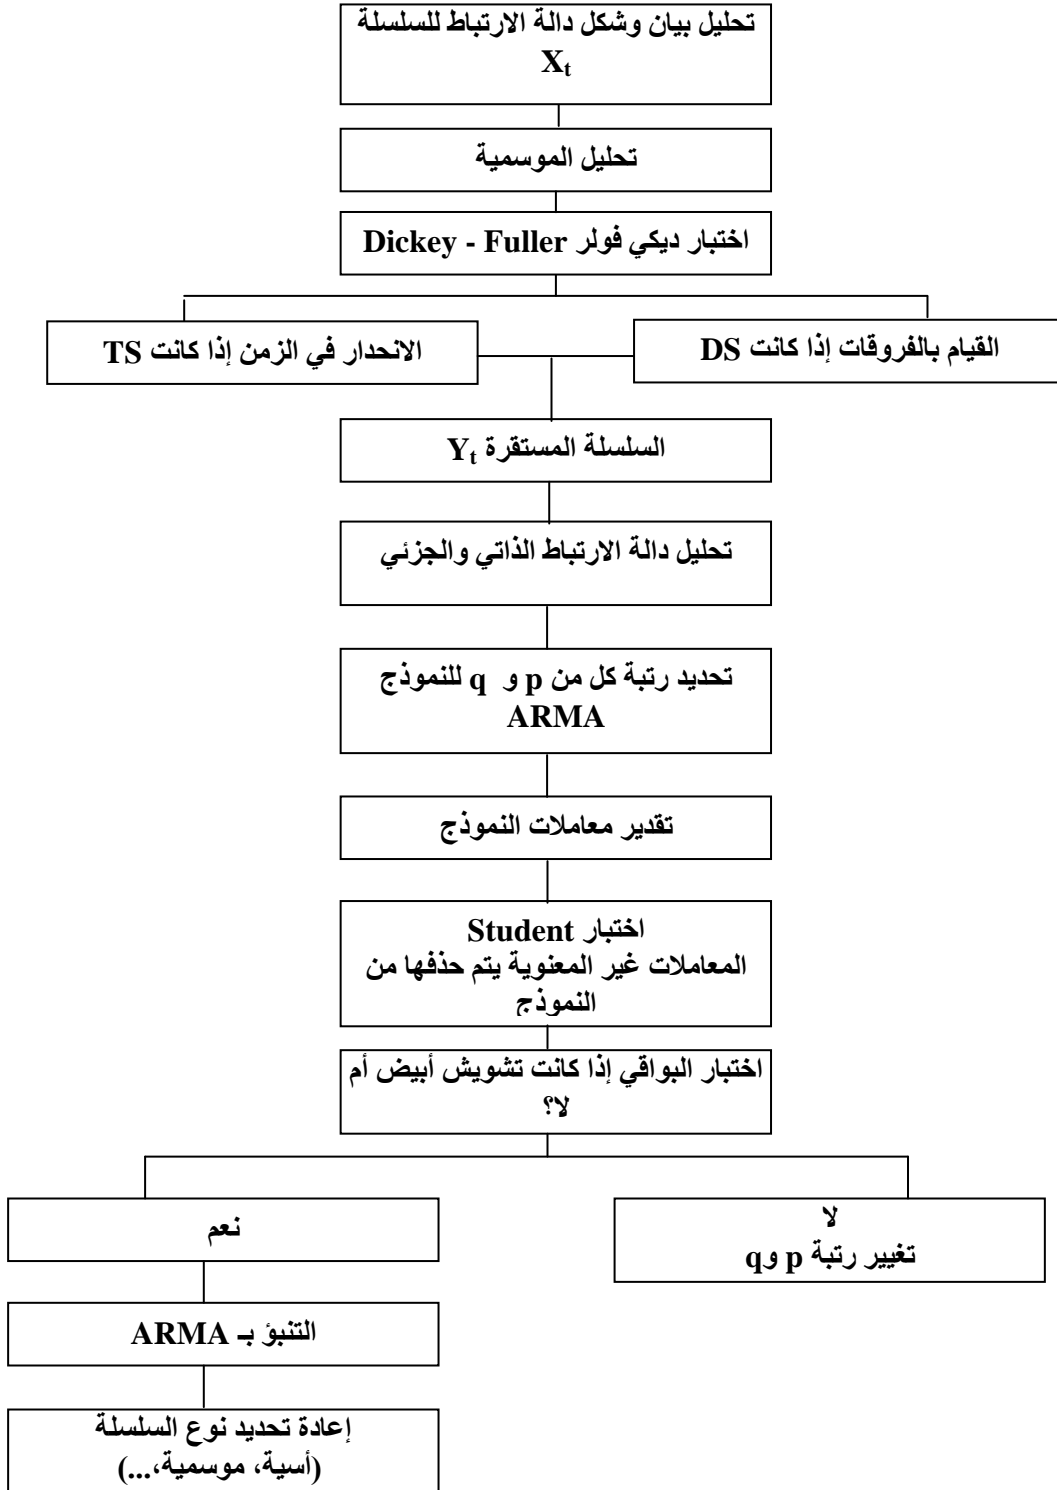 تحليل بيان وشكل دالة الارتباط للسلسلة
Xt
تحليل الموسمية
اختبار ديكي فولر Dickey - Fuller
القيام بالفروقات إذا كانت DS
الانحدار في الزمن إذا كانت TS
السلسلة المستقرة Yt
تحليل دالة الارتباط الذاتي والجزئي
تحديد رتبة كل من p و q للنموذج
ARMA
تقدير معاملات النموذج
اختبار Student
المعاملات غير المعنوية يتم حذفها من
النموذج
اختبار البواقي إذا كانت تشويش أبيض أم
لا؟
لا
تغيير رتبة p وq
نعم
التنبؤ بـ ARMA
إعادة تحديد نوع السلسلة
(أسية، موسمية،...)